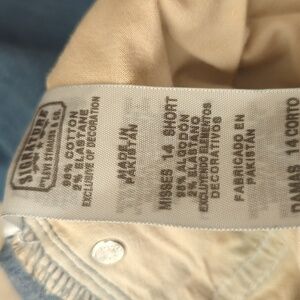 SIGNATURE
BY LEVI STRAUSS & CO.
98% COTTON
2% ELASTANE
EXCLUSIVE OF DECORATION
MADE IN
PAKISTAN
MISSES 14 SHORT
98% ALGODON
2% ELASTANO
EXCLUYENDO ELEMENTOS
DECORATIVOS
FABRICADO EN
PAKISTÁN
DAMAS 14 CORTO